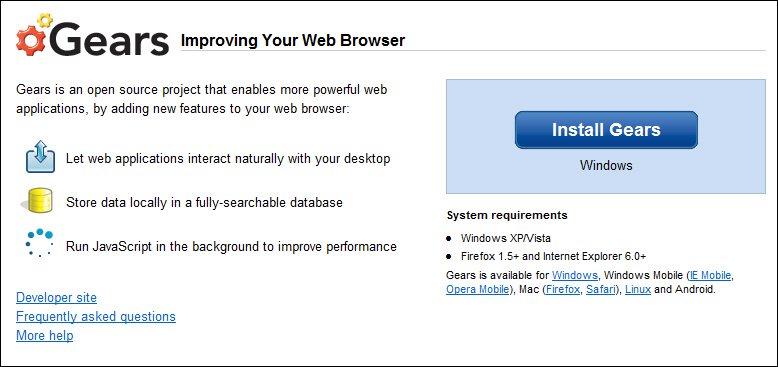 Gears Improving Your Web Browser
Gears is an open source project that enables more powerful web
applications, by adding new features to your web browser:
Let web applications interact naturally with your desktop
Store data locally in a fully-searchable database
Run JavaScript in the background to improve performance
Developer site
Frequently asked questions
More help
Install Gears
Windows
System requirements
• Windows XP/Vista
• Firefox 1.5+ and Internet Explorer 6.0+
Gears is available for Windows, Windows Mobile (IE Mobile,
Opera Mobile), Mac (Firefox, Safari), Linux and Android.